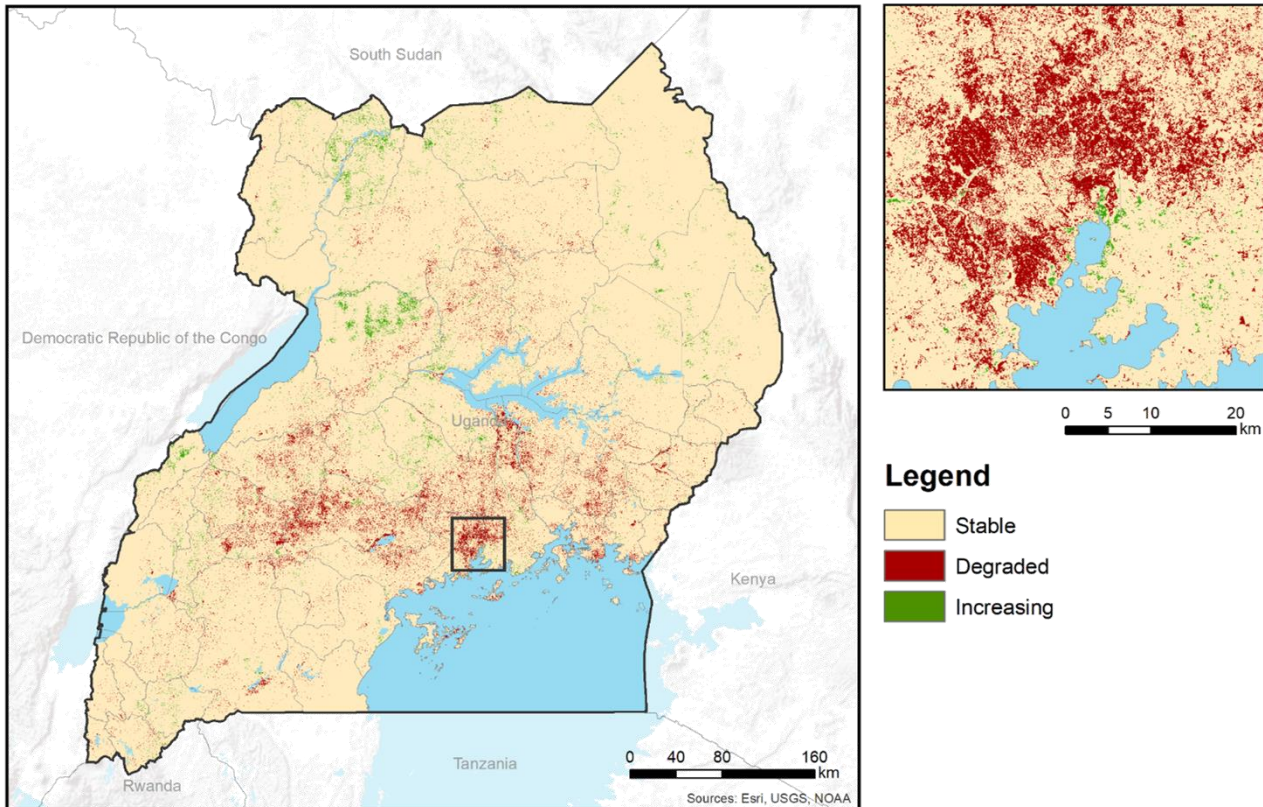 South Sudan
Democratic Republic of the Congo
Uganda
Kenya
Tanzania
Rwanda
0 40 80 160
km
Sources: Esri, USGS, NOAA
0 5 10 20
km
Legend
Stable
Degraded
Increasing